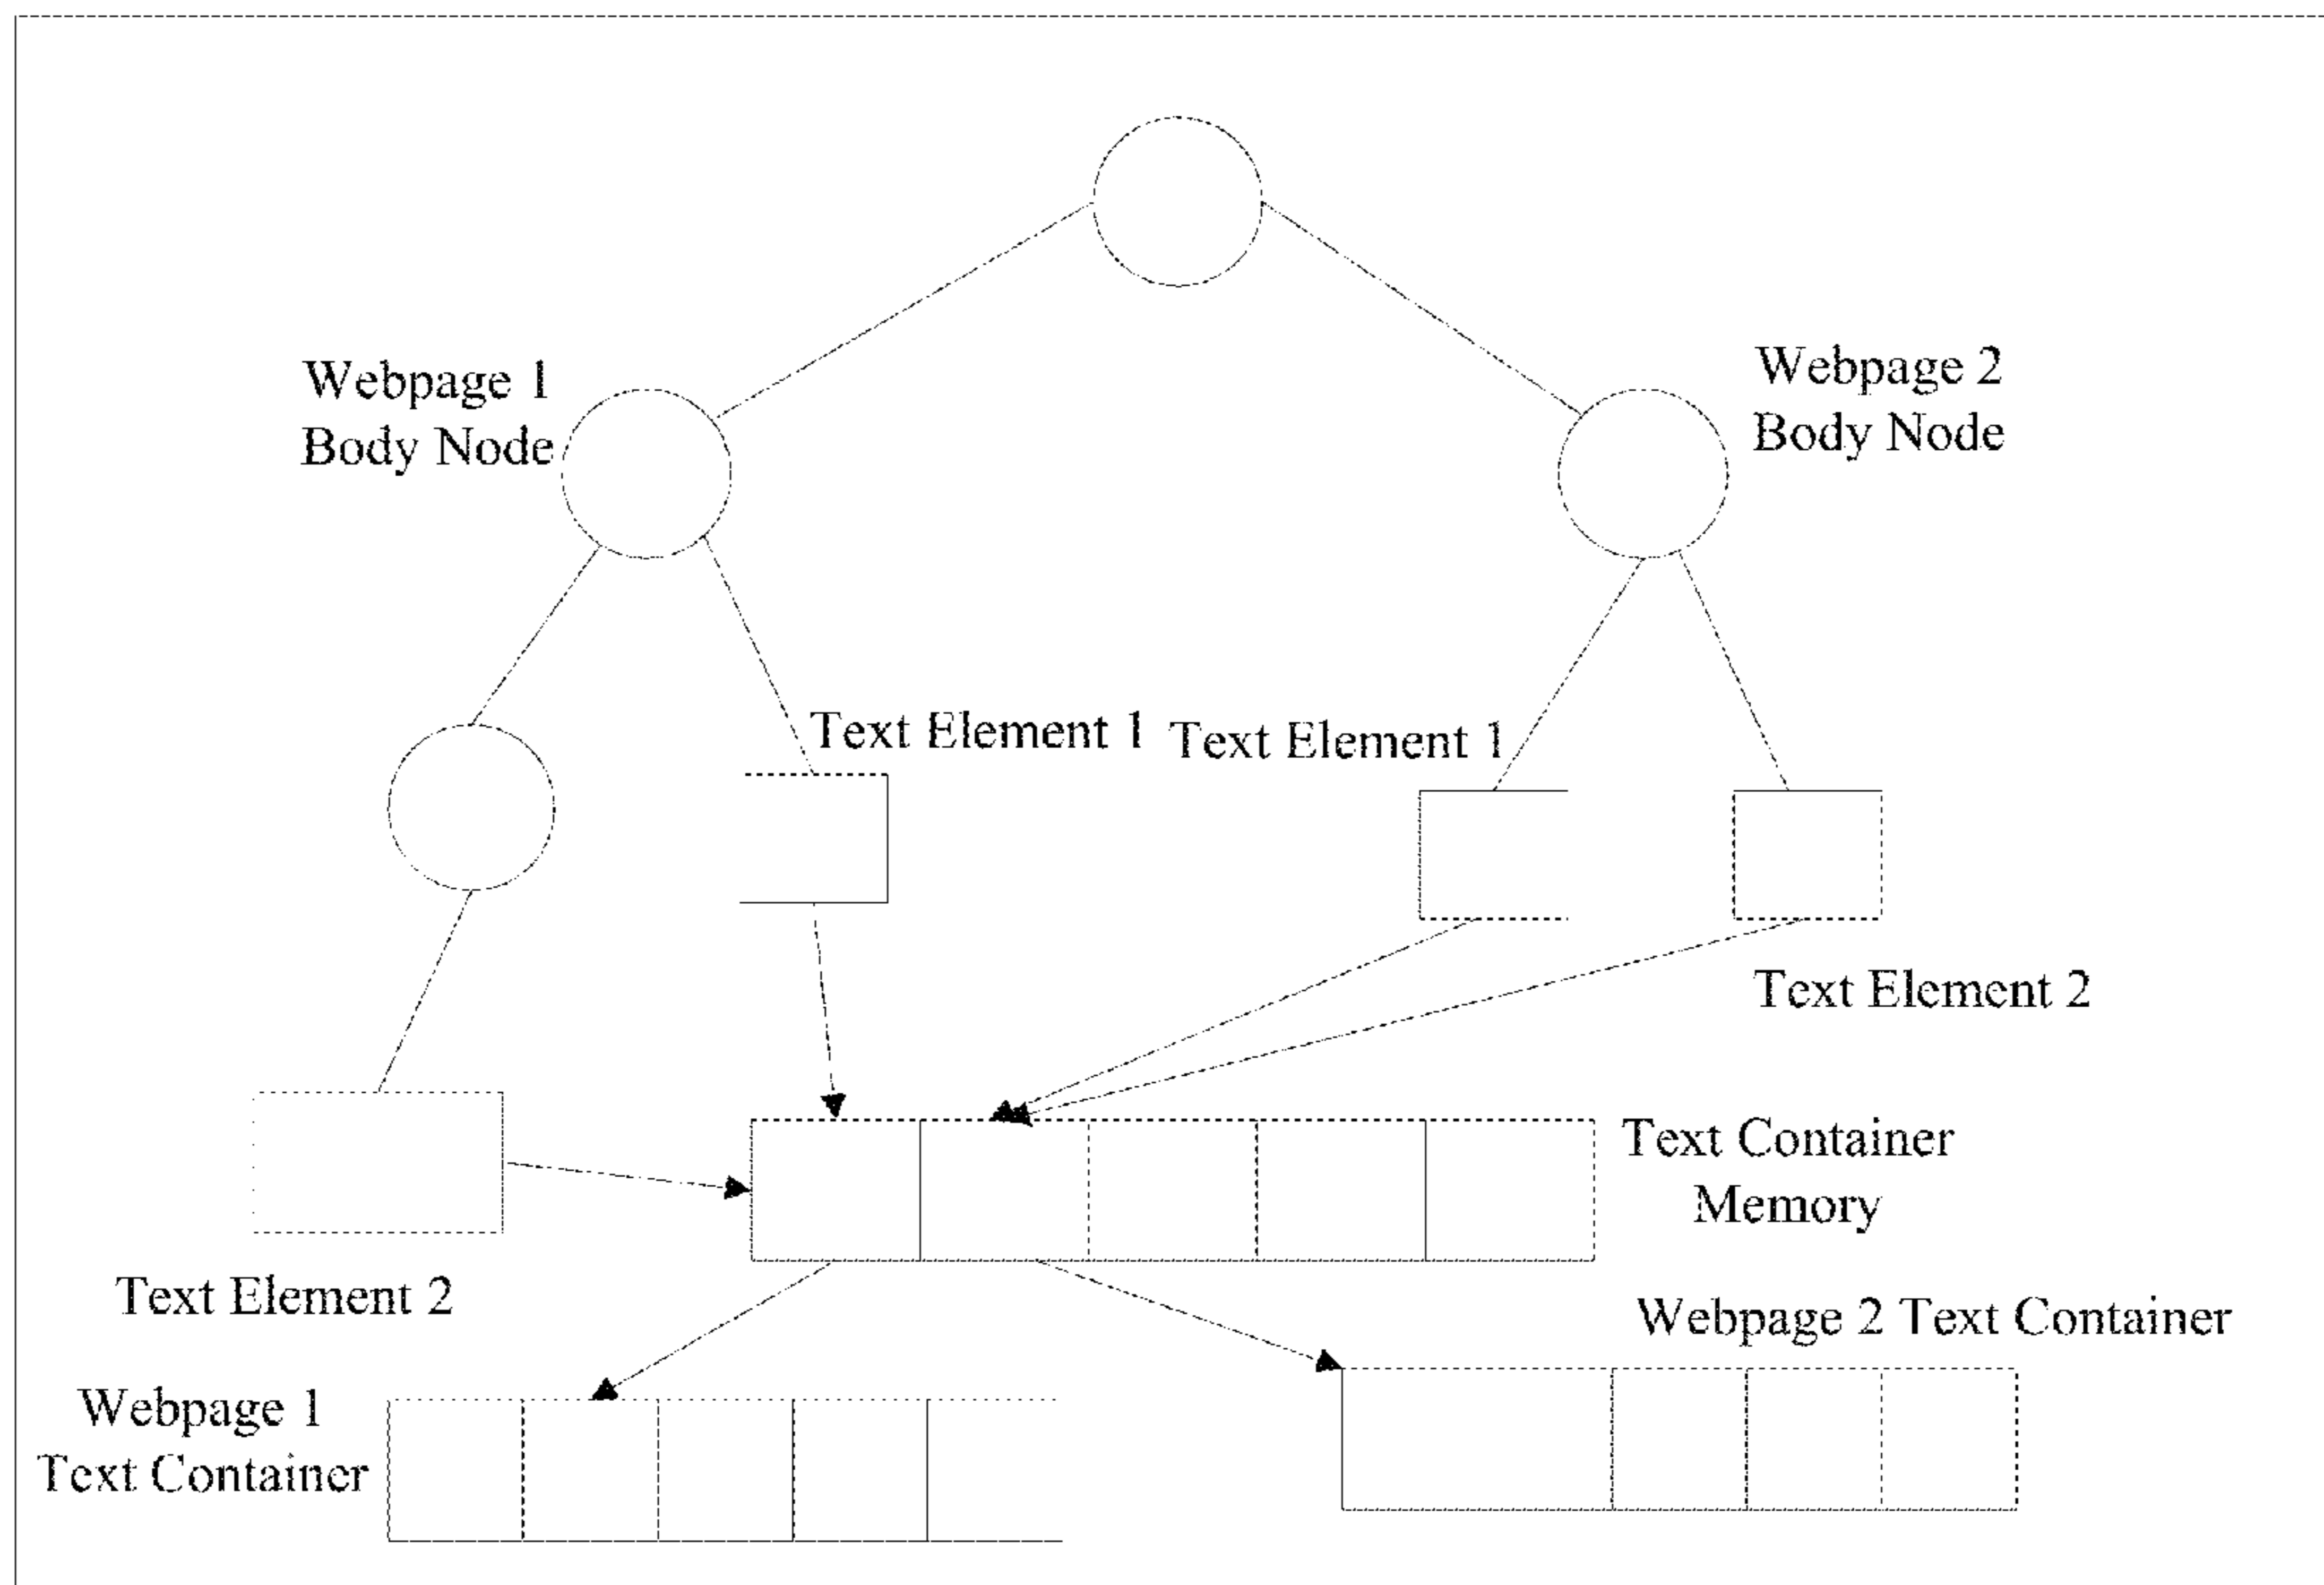 Webpage 1
Body Node
Webpage 2
Body Node
Text Element 1
Text Element 1
Text Element 2
Text Container
Memory
Text Element 2
Webpage 2 Text Container
Webpage 1
Text Container